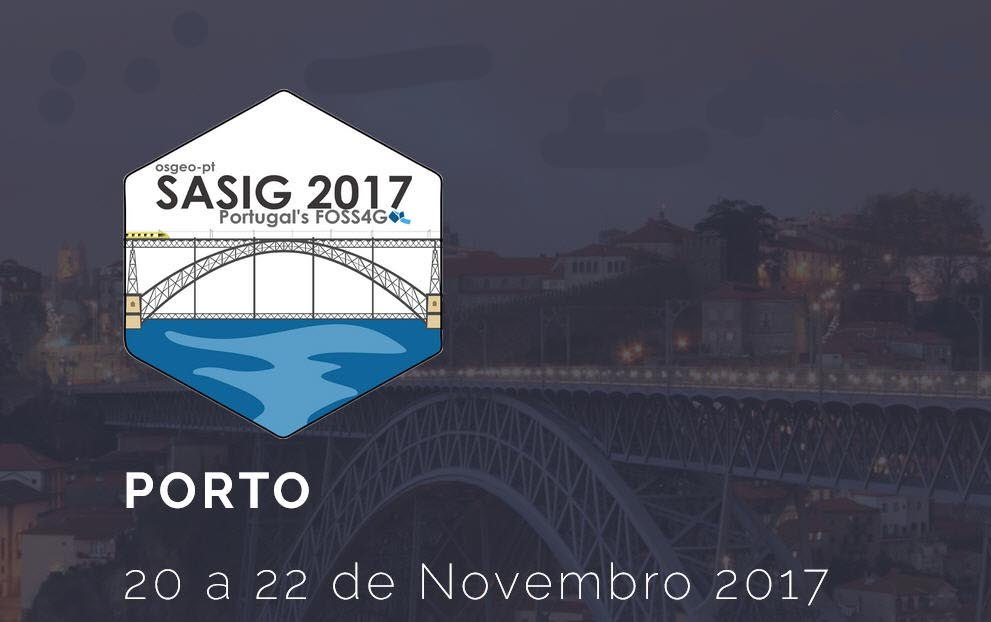 osgeo-pt
SASIG 2017
Portugal's FOSS4G
PORTO
20 a 22 de Novembro 2017